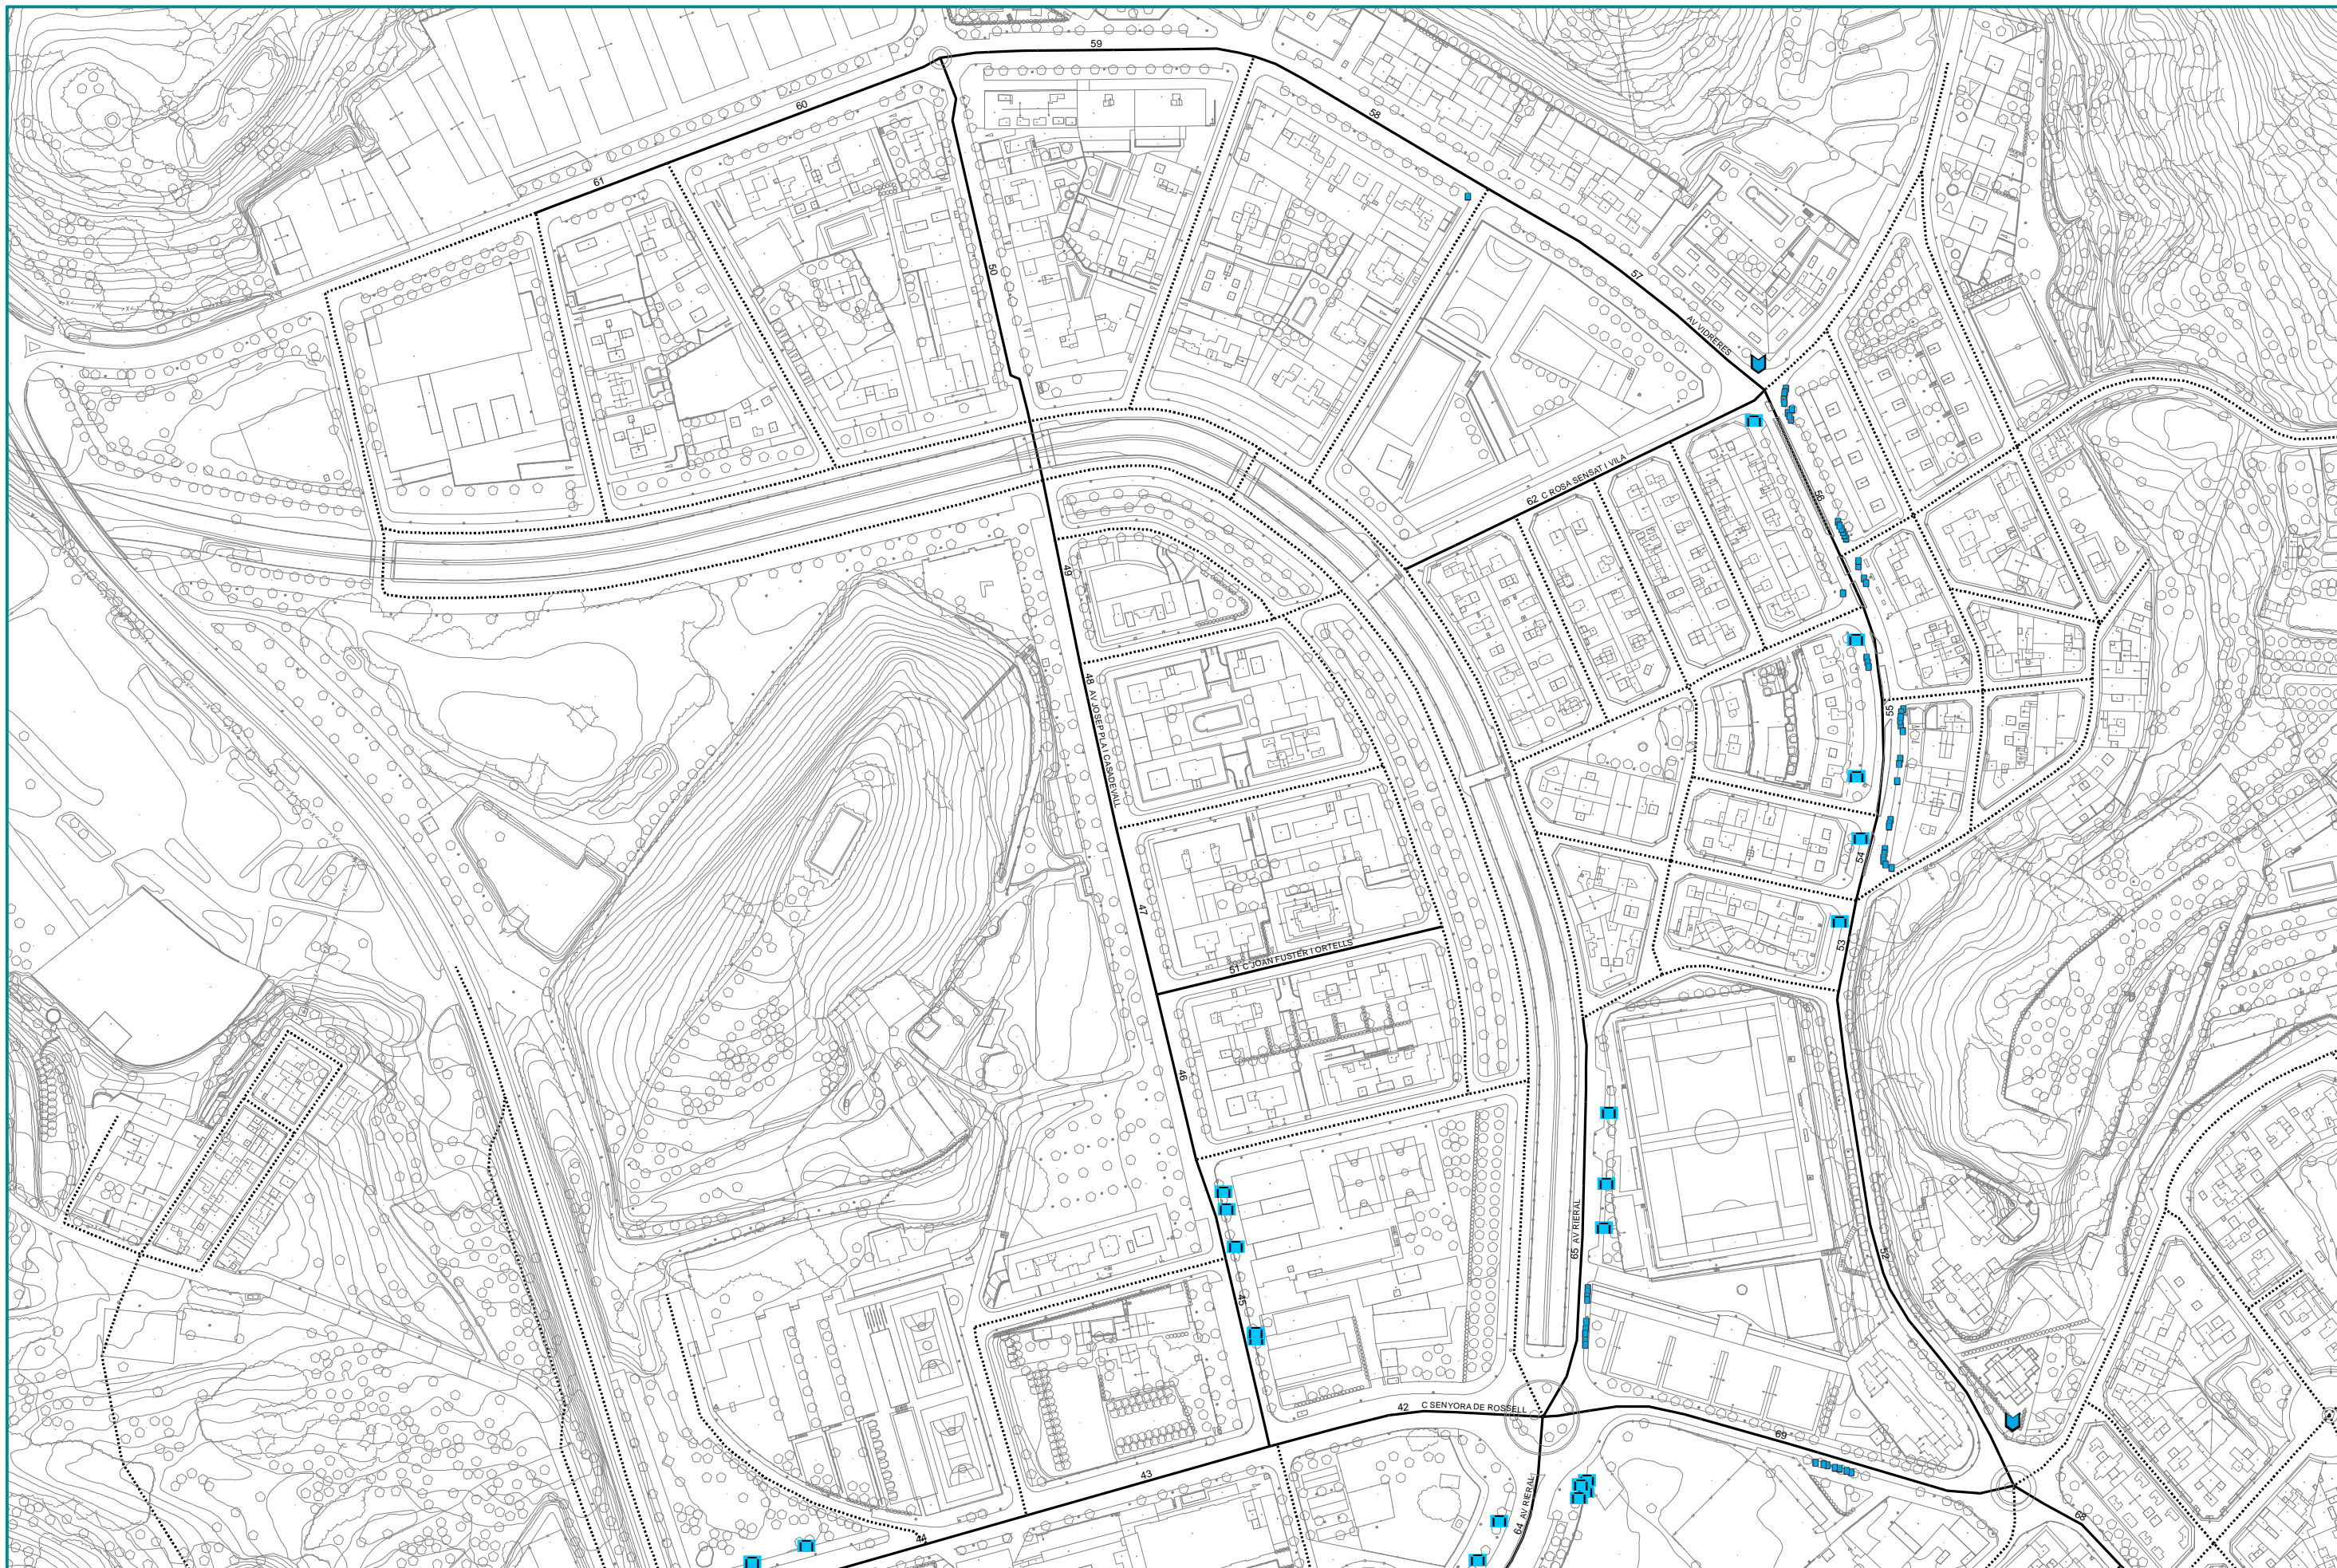 59
60
58
61
50
57
AV VIDRERES
62 C ROSA SENSAT I VILA
56
49
48 AV JOSEP PLA I CASADEVALL
55
54
47
53
51 C JOAN FUSTER I ORTELLS
46
65 AV RIERAL
52
45
42 C SENYORA DE ROSSELL
69
43
64 AV RIERAL
68
44